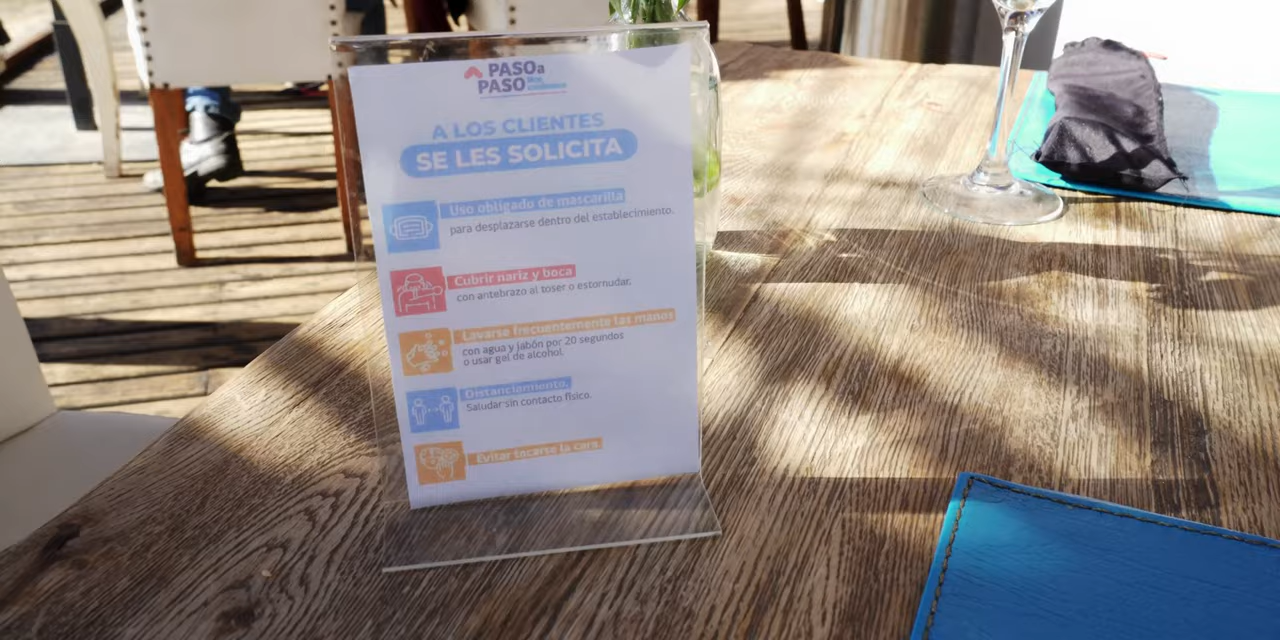 PASO a
PASO
A LOS CLIENTES
SE LES SOLICITA
Uso obligado de mascarilla
para desplazarse dentro del establecimiento.
Cubrir nariz y boca
con antebrazo al toser o estornudar.
Lavarse frecuentemente las manos
con agua y jabón por 20 segundos
o usar gel de alcohol.
Distanciamiento.
Saludar sin contacto físico.
Evitar tocarse la cara.